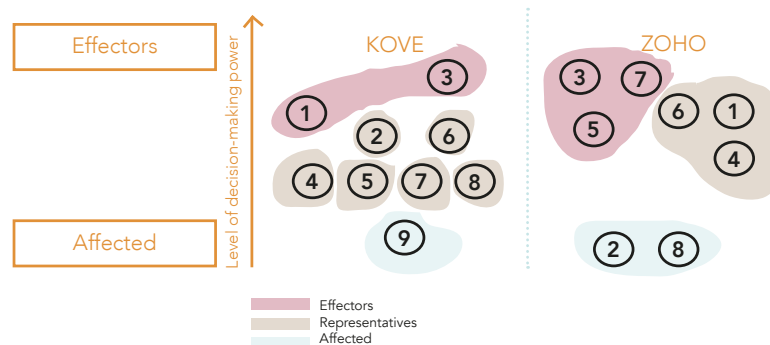 Effectors
Affected
Level of decision-making power
KOVE
3
1
2
6
4
5
7
8
9
ZOHO
3
7
5
6
1
4
2
8
Effectors
Representatives
Affected